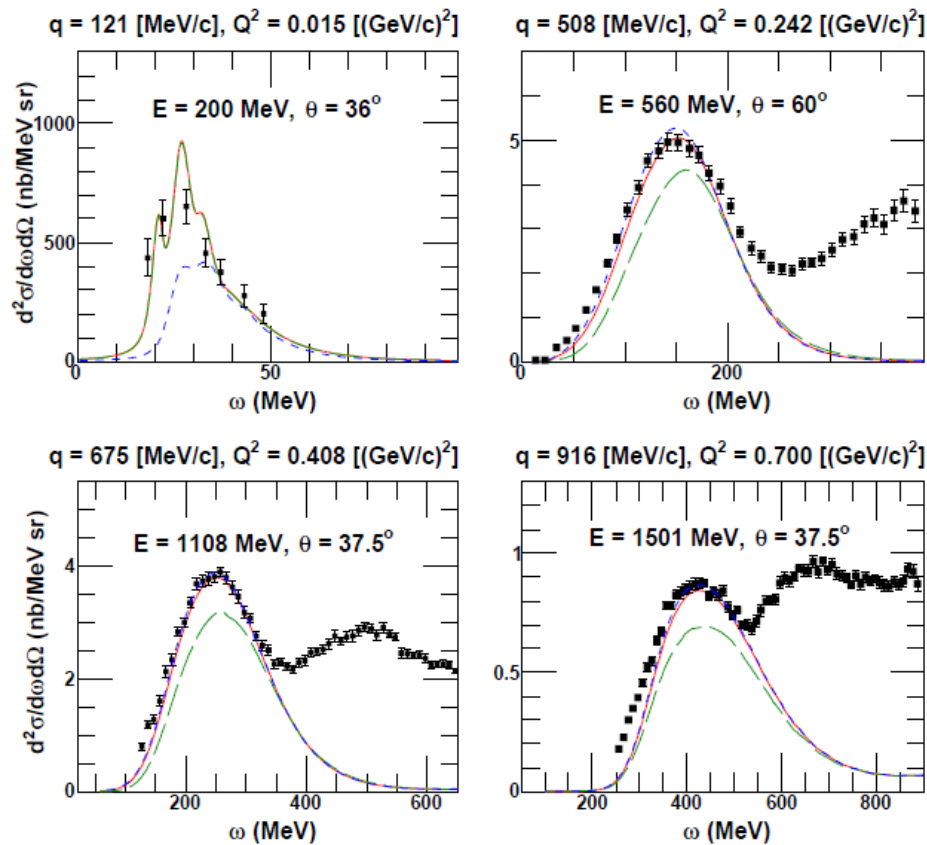 q = 121 [MeV/c], Q² = 0.015 [(GeV/c)²]
E = 200 MeV, θ = 36°
d²σ/dωdΩ (nb/MeV sr)
1000
500
0
0 50
ω (MeV)
q = 508 [MeV/c], Q² = 0.242 [(GeV/c)²]
E = 560 MeV, θ = 60°
5
0
200
ω (MeV)
q = 675 [MeV/c], Q² = 0.408 [(GeV/c)²]
E = 1108 MeV, θ = 37.5°
d²σ/dωdΩ (nb/MeV sr)
4
2
0
200 400 600
ω (MeV)
q = 916 [MeV/c], Q² = 0.700 [(GeV/c)²]
E = 1501 MeV, θ = 37.5°
1
0.5
0
200 400 600 800
ω (MeV)